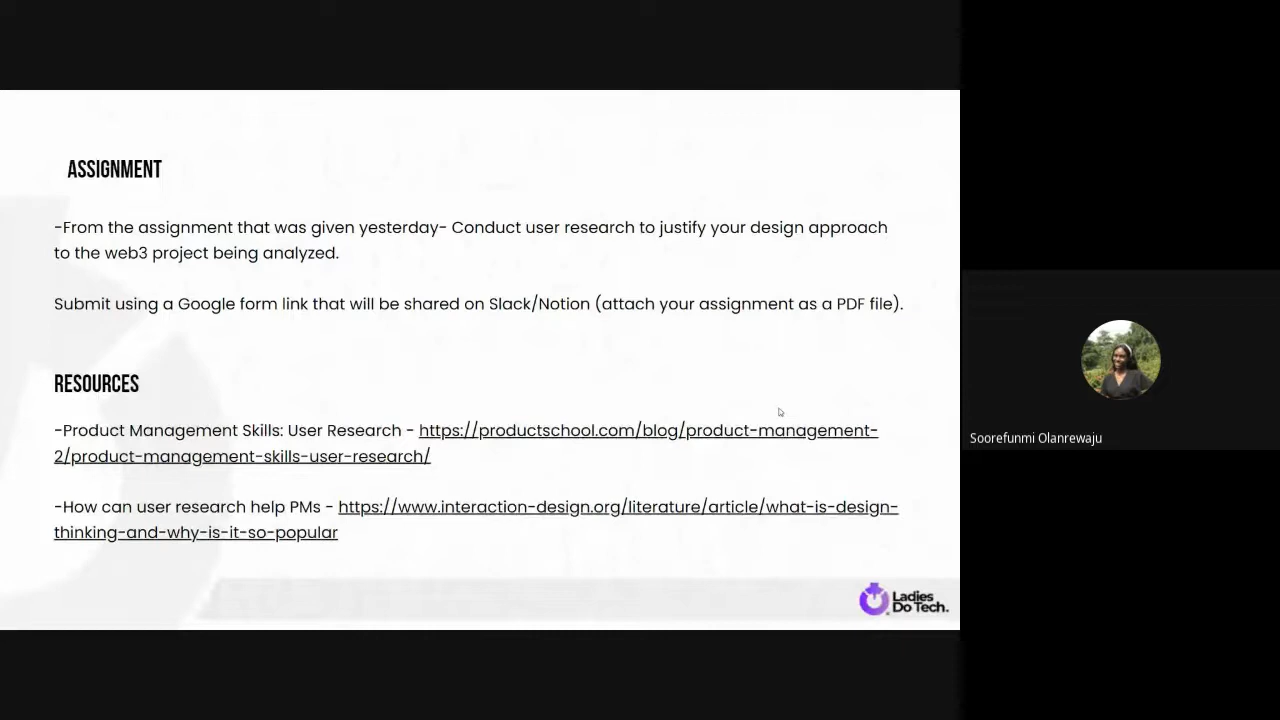 ASSIGNMENT
-From the assignment that was given yesterday- Conduct user research to justify your design approach
to the web3 project being analyzed.
Submit using a Google form link that will be shared on Slack/Notion (attach your assignment as a PDF file).
RESOURCES
-Product Management Skills: User Research - https://productschool.com/blog/product-management-
2/product-management-skills-user-research/
-How can user research help PMs - https://www.interaction-design.org/literature/article/what-is-design-
thinking-and-why-is-it-so-popular
Ladies
Do Tech.
Soorefunmi Olanrewaju